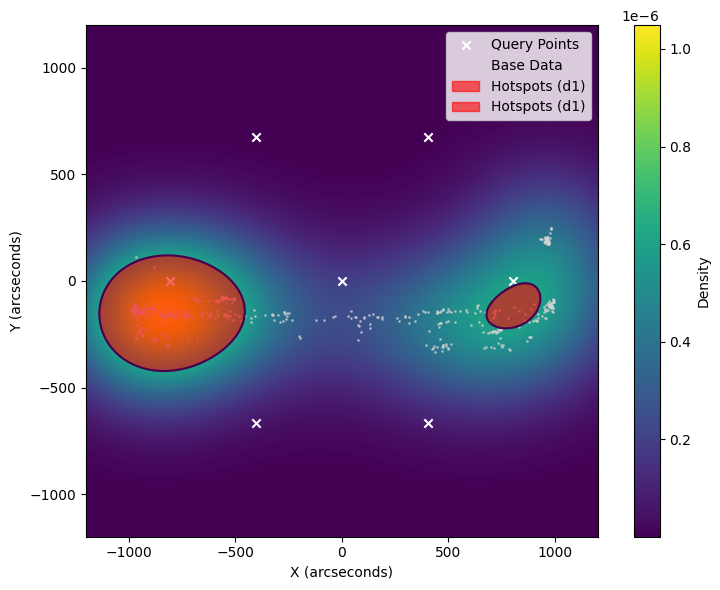 1e−6
Query Points
Base Data
Hotspots (d1)
Hotspots (d1)
1000
500
0
−500
−1000
Y (arcseconds)
−1000
−500
0
500
1000
X (arcseconds)
1.0
0.8
0.6
0.4
0.2
Density